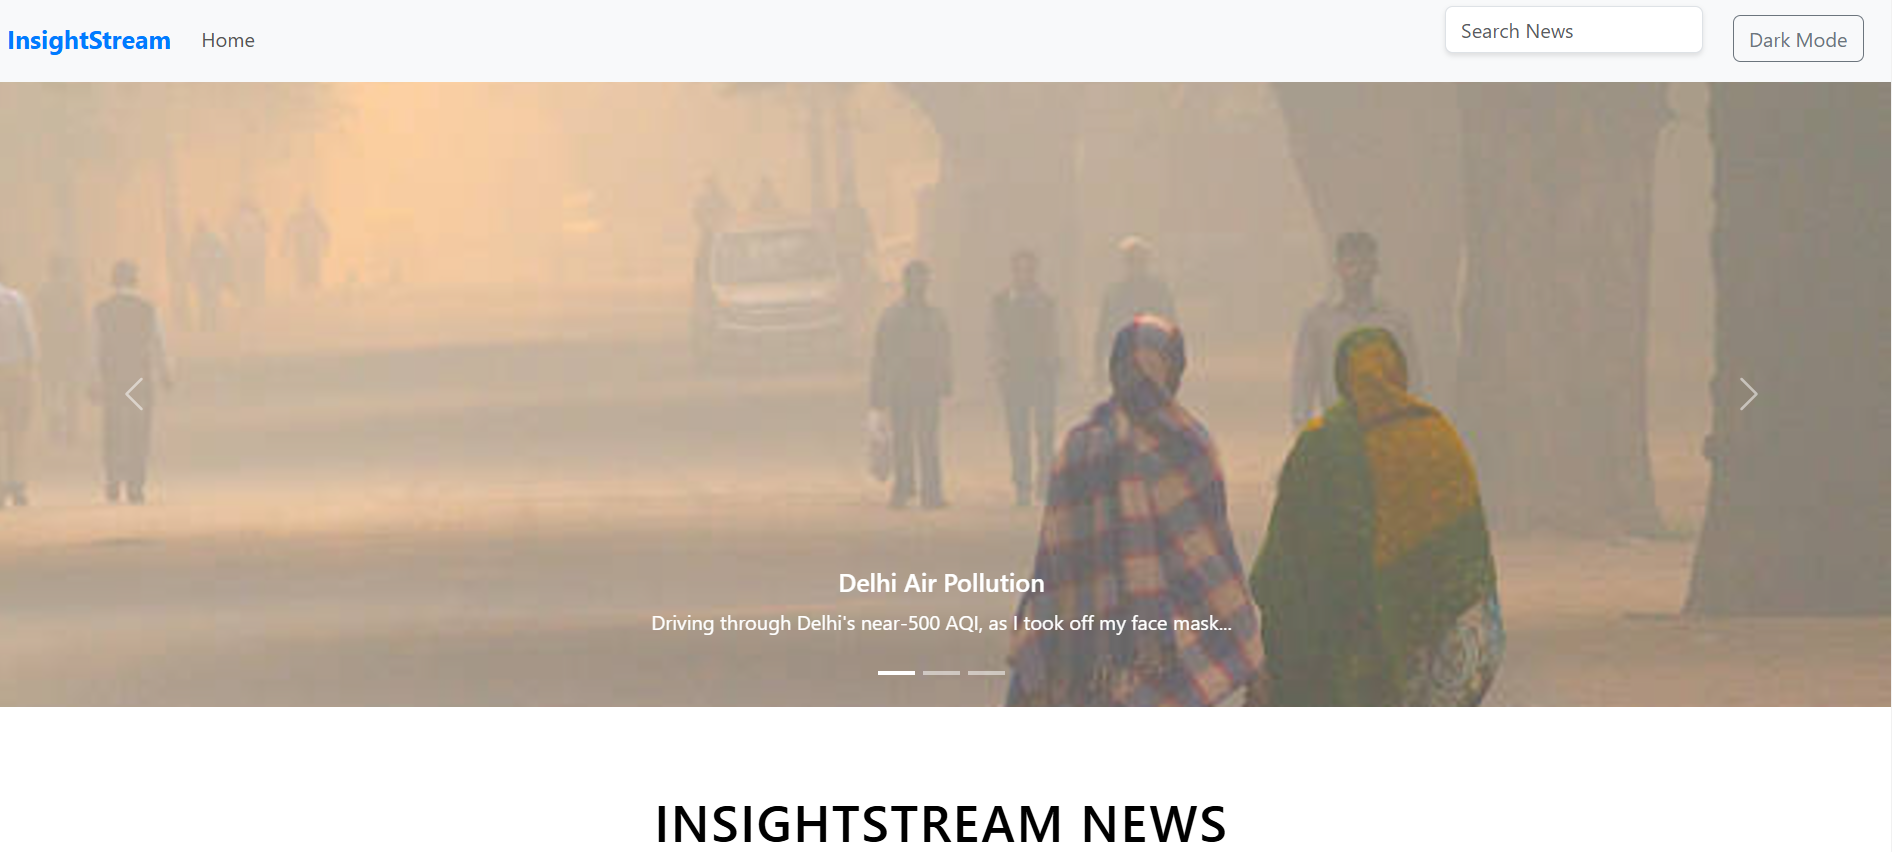 InsightStream Home Search News Dark Mode
Delhi Air Pollution
Driving through Delhi's near-500 AQI, as I took off my face mask...
INSIGHTSTREAM NEWS